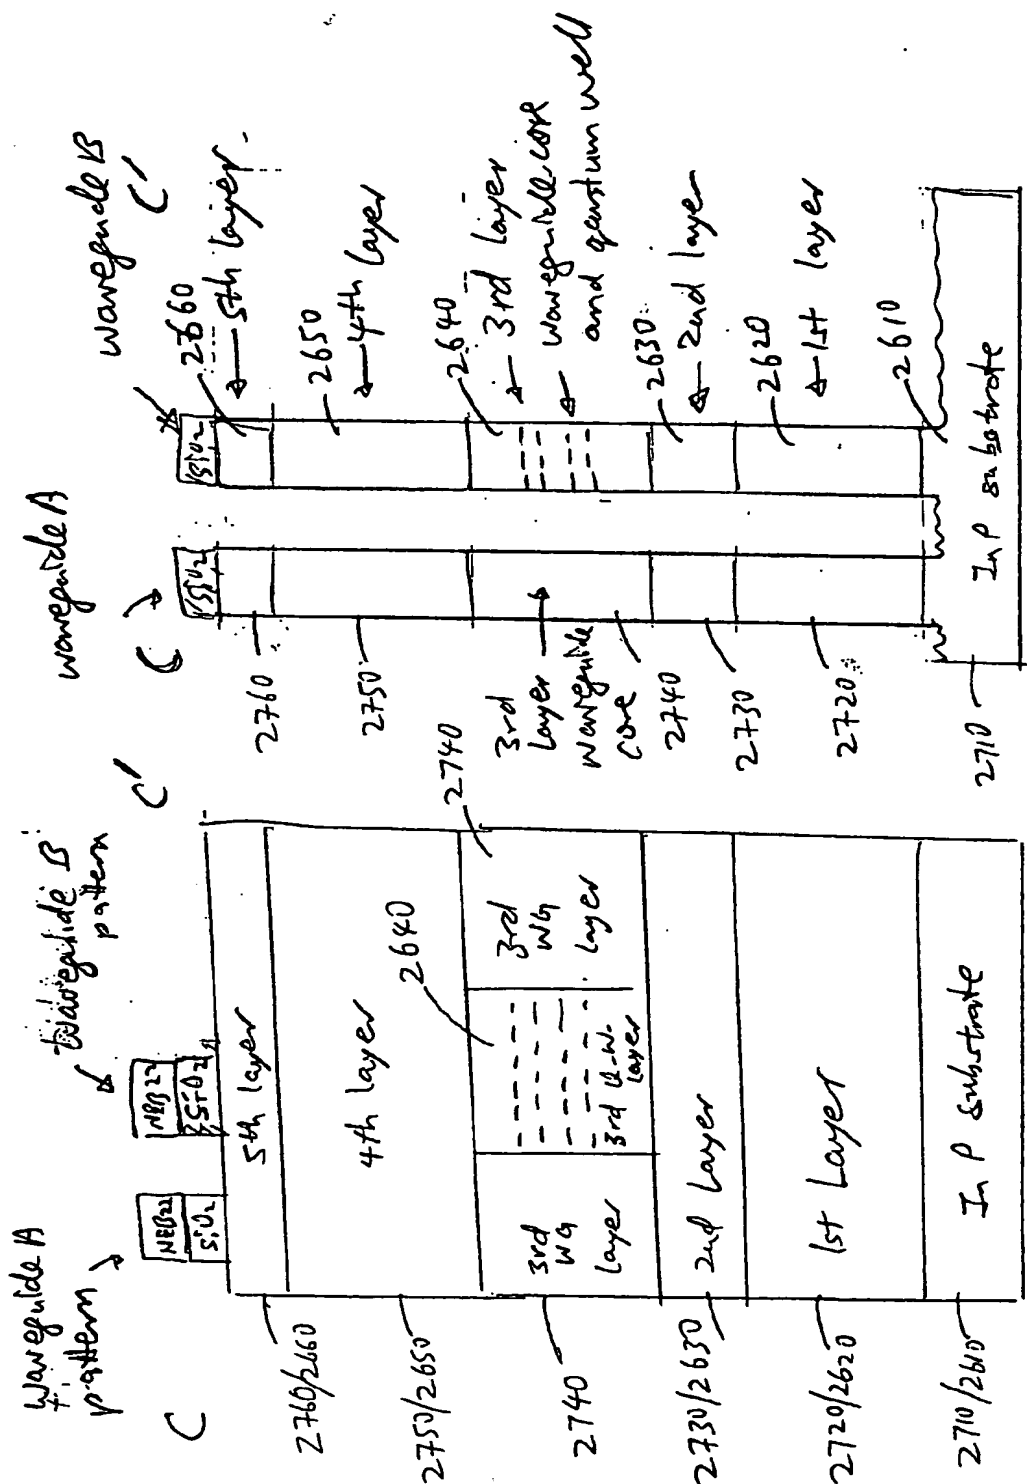 Waveguide A
pattern
Waveguide B
pattern
C
C'
NEB22
SiO2
NEB22
SiO2
5th layer
4th layer
3rd
WG
layer
3rd Q-W.
layer
3rd
WG
layer
2nd Layer
1st Layer
InP substrate
2760/2660
2750/2650
2740
2730/2630
2720/2620
2710/2610
2640
2740
waveguide A
waveguide B
C
C'
SiO2
SiO2
2660
5th layer
2650
4th layer
2640
3rd layer
waveguide core
and quantum well
2630
2nd layer
2620
1st layer
2610
2760
2750
3rd
layer
waveguide
core
2740
2730
2720
2710
InP substrate